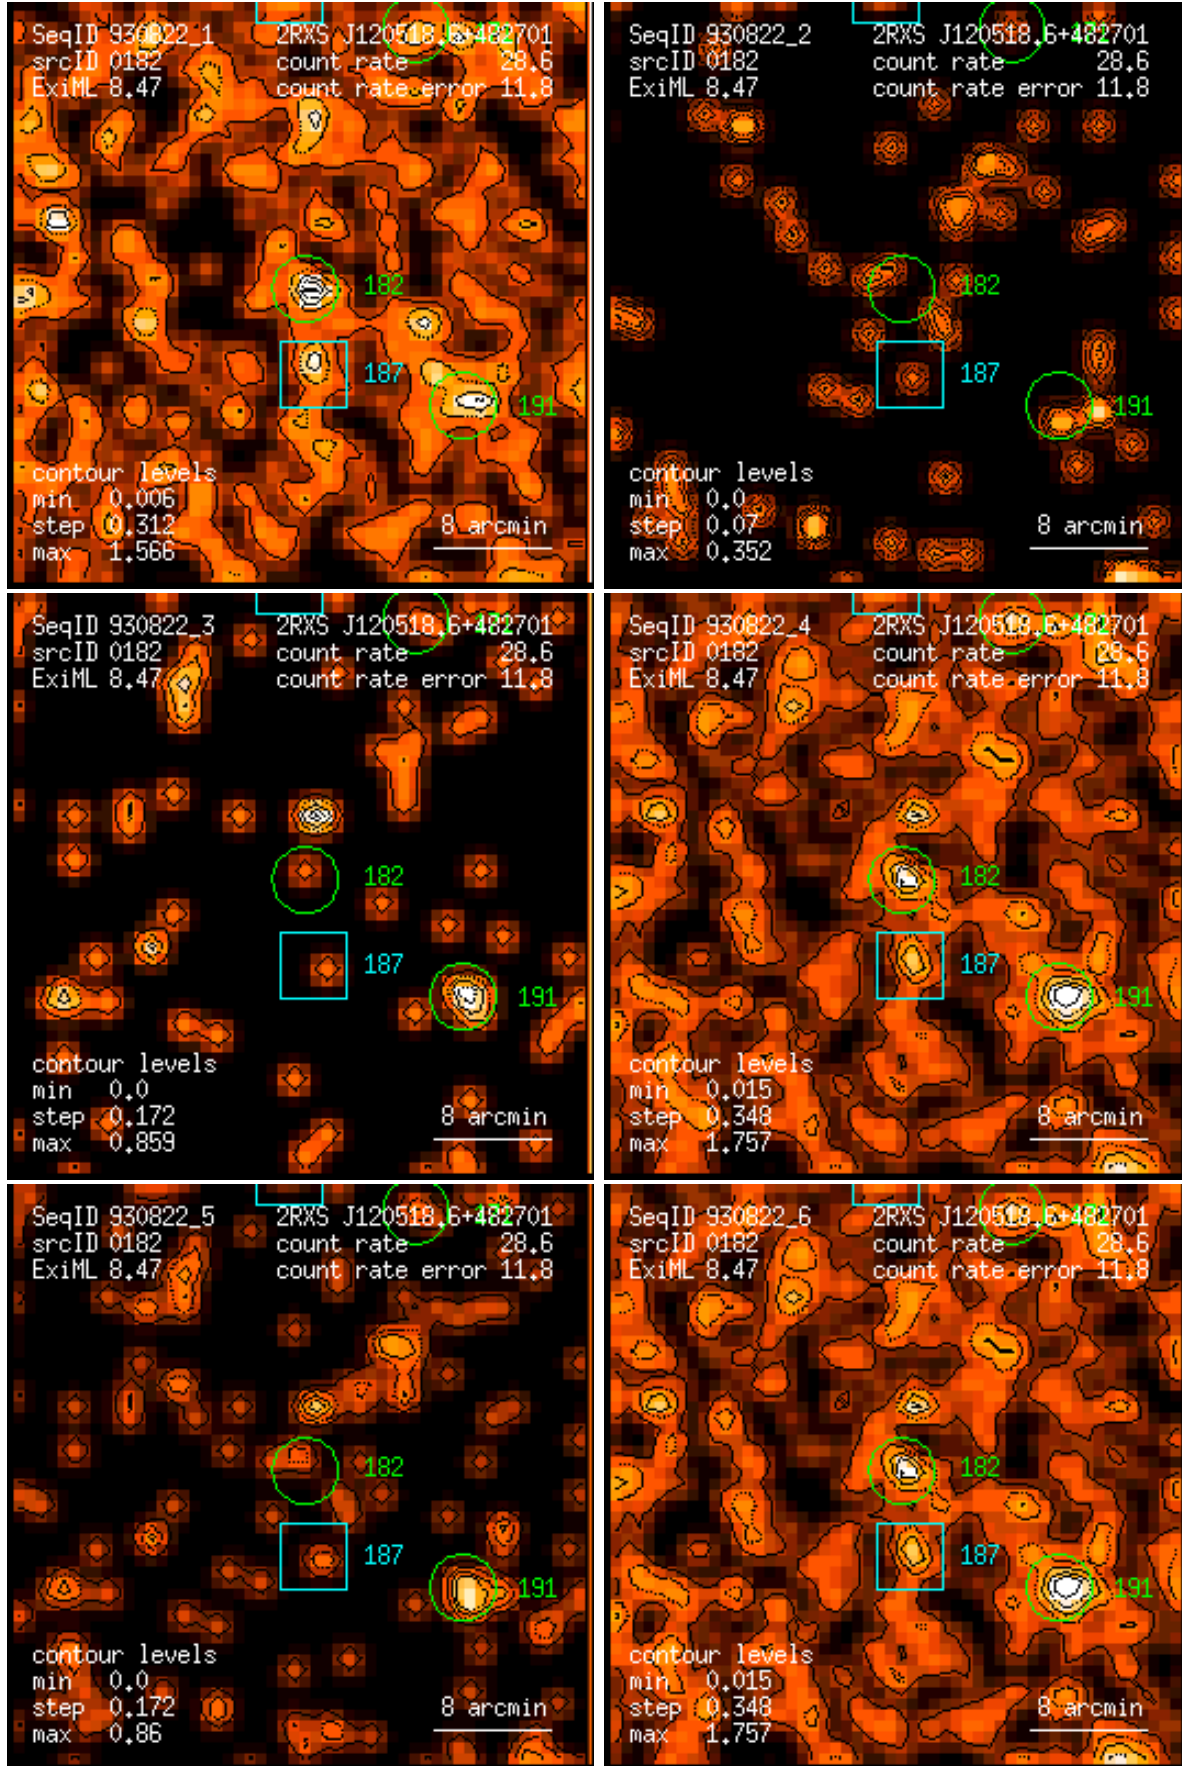 SeqID 930822_1 2RXS J120518.6+482701
srcID 0182 count rate 28.6
ExiML 8.47 count rate error 11.8
182
187
191
contour levels
min 0.006
step 0.312 8 arcmin
max 1.566
SeqID 930822_2 2RXS J120518.6+482701
srcID 0182 count rate 28.6
ExiML 8.47 count rate error 11.8
182
187
191
contour levels
min 0.0
step 0.07 8 arcmin
max 0.352
SeqID 930822_3 2RXS J120518.6+482701
srcID 0182 count rate 28.6
ExiML 8.47 count rate error 11.8
182
187
191
contour levels
min 0.0
step 0.172 8 arcmin
max 0.859
SeqID 930822_4 2RXS J120518.6+482701
srcID 0182 count rate 28.6
ExiML 8.47 count rate error 11.8
182
187
191
contour levels
min 0.015
step 0.348 8 arcmin
max 1.757
SeqID 930822_5 2RXS J120518.6+482701
srcID 0182 count rate 28.6
ExiML 8.47 count rate error 11.8
182
187
191
contour levels
min 0.0
step 0.172 8 arcmin
max 0.86
SeqID 930822_6 2RXS J120518.6+482701
srcID 0182 count rate 28.6
ExiML 8.47 count rate error 11.8
182
187
191
contour levels
min 0.015
step 0.348 8 arcmin
max 1.757